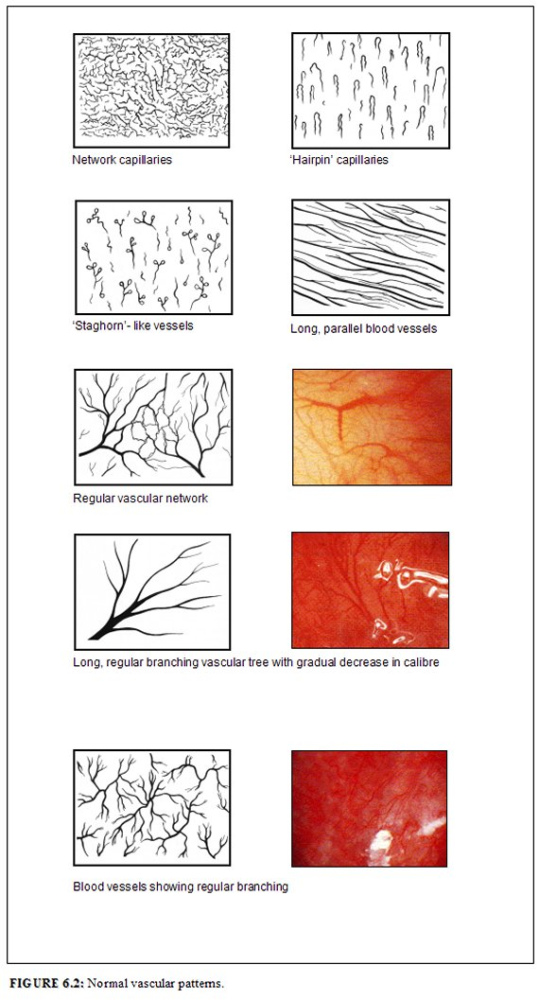 Network capillaries
‘Hairpin’ capillaries
‘Staghorn’- like vessels
Long, parallel blood vessels
Regular vascular network
Long, regular branching vascular tree with gradual decrease in calibre
Blood vessels showing regular branching
FIGURE 6.2: Normal vascular patterns.